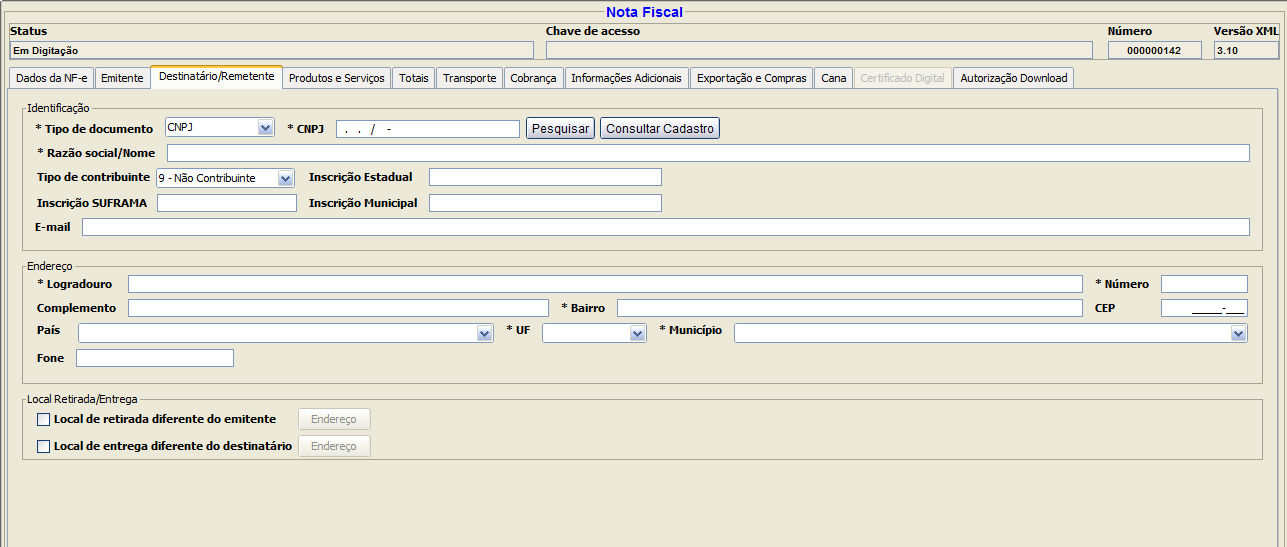 Nota Fiscal
Status Chave de acesso Número Versão XML
Em Digitação 000000142 3.10
Dados da NF-e Emitente Destinatário/Remetente Produtos e Serviços Totais Transporte Cobrança Informações Adicionais Exportação e Compras Cana Certificado Digital Autorização Download
Identificação
* Tipo de documento CNPJ * CNPJ . . / - Pesquisar Consultar Cadastro
* Razão social/Nome
Tipo de contribuinte 9 - Não Contribuinte Inscrição Estadual
Inscrição SUFRAMA Inscrição Municipal
E-mail
Endereço
* Logradouro * Número
Complemento * Bairro CEP _____-___
País * UF * Município
Fone
Local Retirada/Entrega
Local de retirada diferente do emitente Endereço
Local de entrega diferente do destinatário Endereço